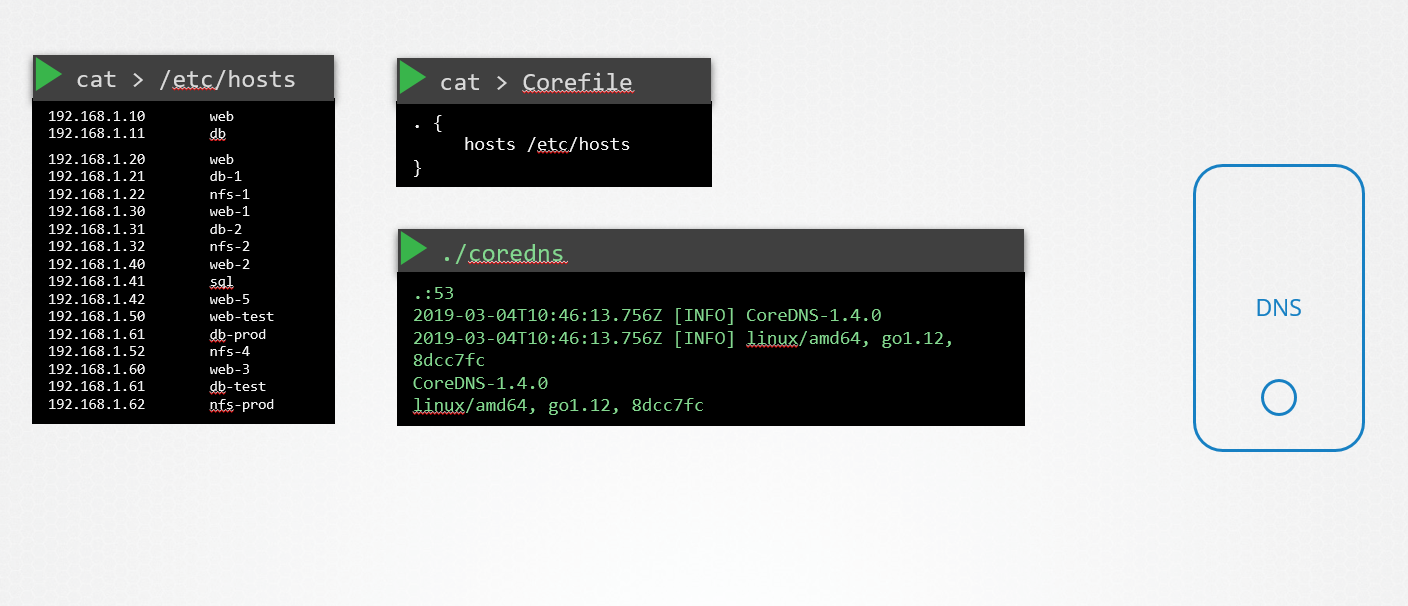 cat > /etc/hosts
192.168.1.10 web
192.168.1.11 db
192.168.1.20 web
192.168.1.21 db-1
192.168.1.22 nfs-1
192.168.1.30 web-1
192.168.1.31 db-2
192.168.1.32 nfs-2
192.168.1.40 web-2
192.168.1.41 sql
192.168.1.42 web-5
192.168.1.50 web-test
192.168.1.61 db-prod
192.168.1.52 nfs-4
192.168.1.60 web-3
192.168.1.61 db-test
192.168.1.62 nfs-prod
cat > Corefile
. {
hosts /etc/hosts
}
./coredns
.:53
2019-03-04T10:46:13.756Z [INFO] CoreDNS-1.4.0
2019-03-04T10:46:13.756Z [INFO] linux/amd64, go1.12,
8dcc7fc
CoreDNS-1.4.0
linux/amd64, go1.12, 8dcc7fc
DNS